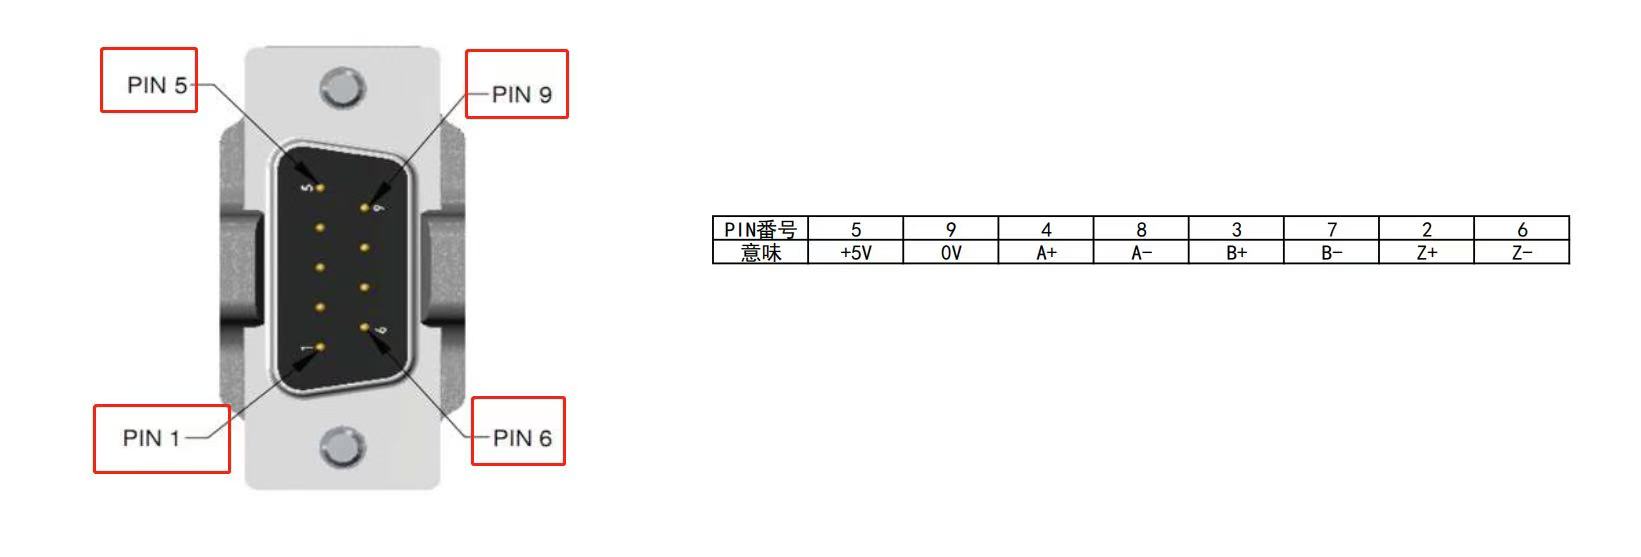 PIN 5
PIN 9
5
9
6
1
PIN 1
PIN 6
PIN番号 5 9 4 8 3 7 2 6
意味 +5V 0V A+ A- B+ B- Z+ Z-